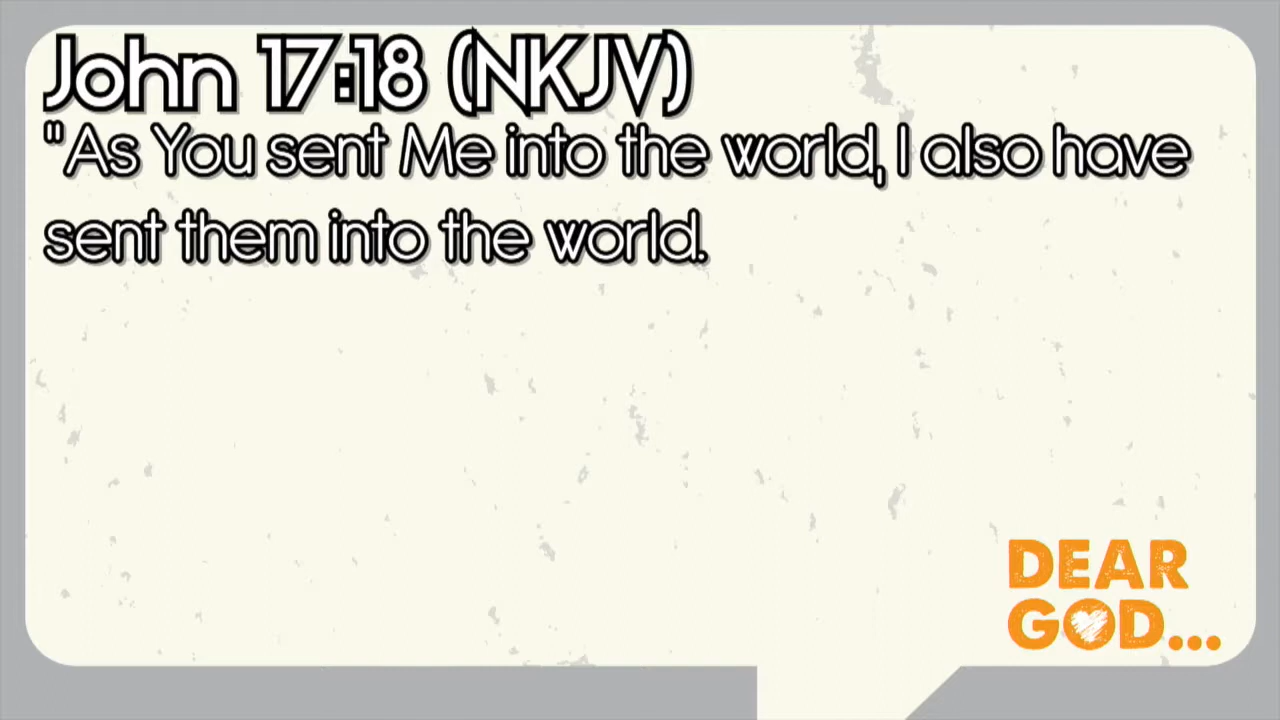 John 17:18 (NKJV)
"As You sent Me into the world, I also have
sent them into the world.
DEAR
GOD...